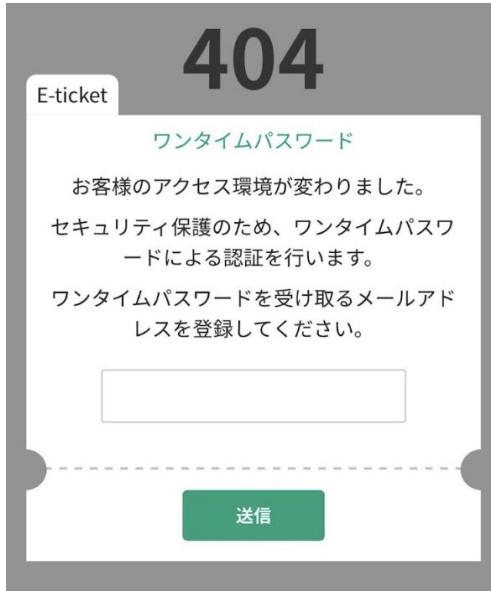 404
E-ticket
ワンタイムパスワード
お客様のアクセス環境が変わりました。
セキュリティ保護のため、ワンタイムパスワ
ードによる認証を行います。
ワンタイムパスワードを受け取るメールアド
レスを登録してください。
送信